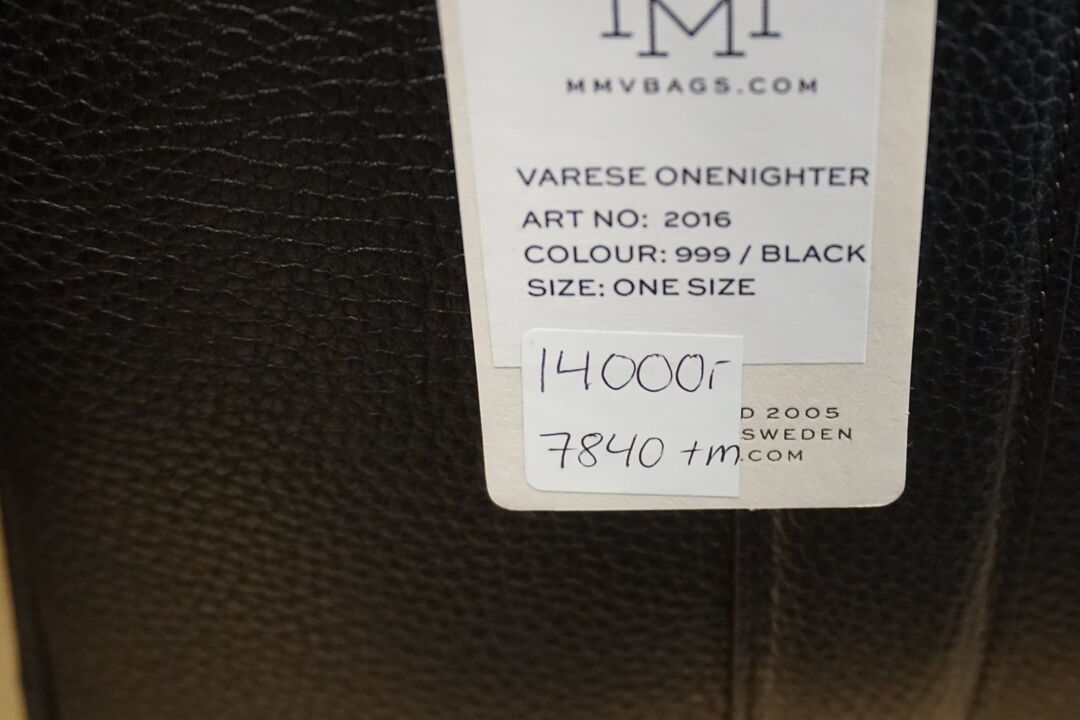 M
MMVBAGS.COM
VARESE ONENIGHTER
ART NO: 2016
COLOUR: 999 / BLACK
SIZE: ONE SIZE
14000:-
7840 +m
D 2005
SWEDEN
.COM